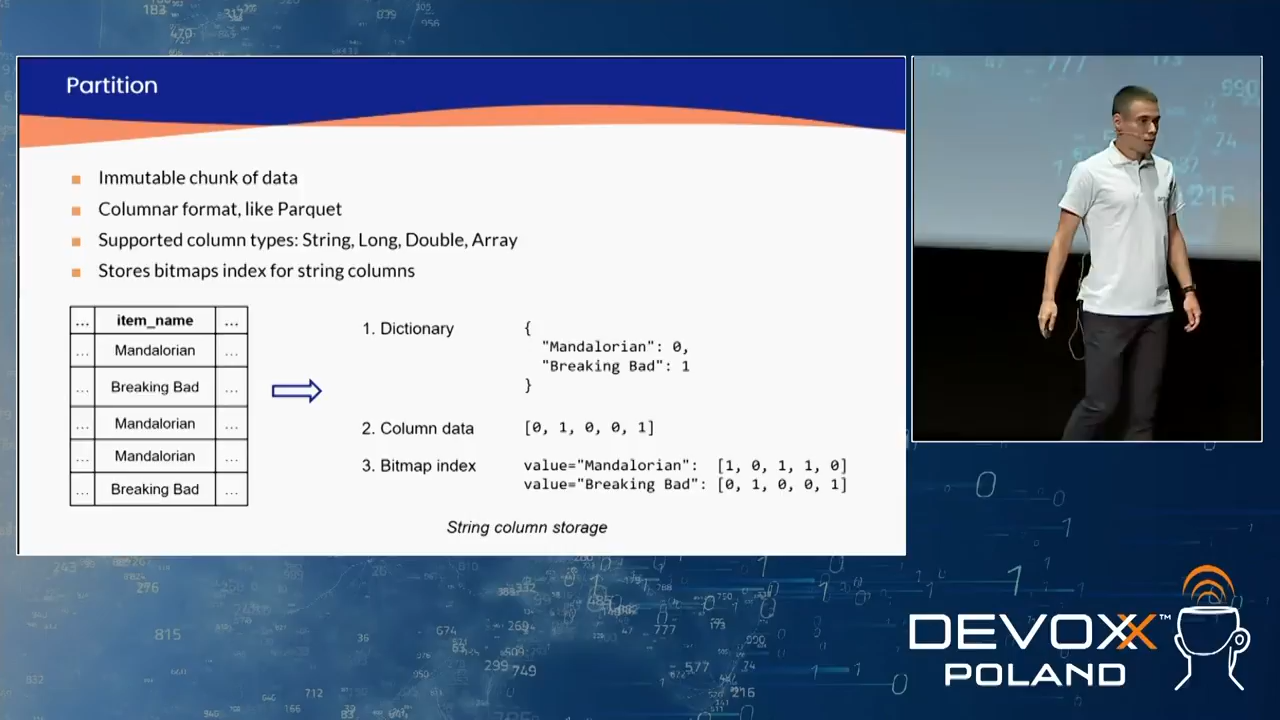 Partition
Immutable chunk of data
Columnar format, like Parquet
Supported column types: String, Long, Double, Array
Stores bitmaps index for string columns
... item_name ...
... Mandalorian ...
... Breaking Bad ...
... Mandalorian ...
... Mandalorian ...
... Breaking Bad ...
1. Dictionary
{
"Mandalorian": 0,
"Breaking Bad": 1
}
2. Column data
[0, 1, 0, 0, 1]
3. Bitmap index
value="Mandalorian": [1, 0, 1, 1, 0]
value="Breaking Bad": [0, 1, 0, 0, 1]
String column storage
DEVOXX™
POLAND